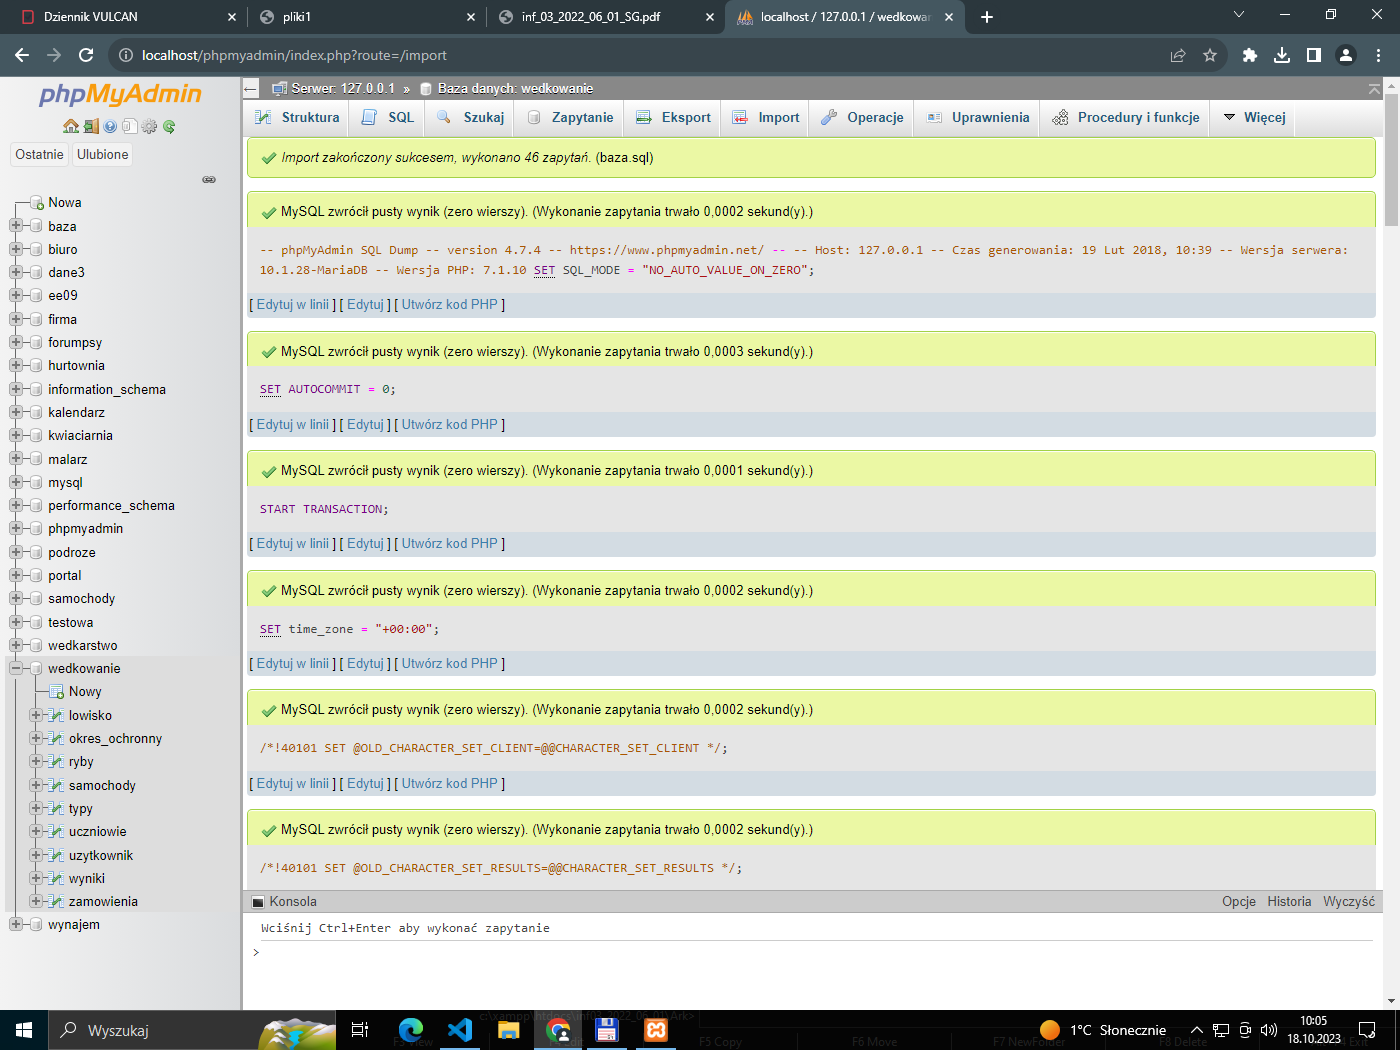 Dziennik VULCAN
pliki1
inf_03_2022_06_01_SG.pdf
localhost / 127.0.0.1 / wedkowan
localhost/phpmyadmin/index.php?route=/import
phpMyAdmin
Ostatnie
Ulubione
Nowa
baza
biuro
dane3
ee09
firma
forumpsy
hurtownia
information_schema
kalendarz
kwiaciarnia
malarz
mysql
performance_schema
phpmyadmin
podroze
portal
samochody
testowa
wedkarstwo
wedkowanie
Nowy
lowisko
okres_ochronny
ryby
samochody
typy
uczniowie
uzytkownik
wyniki
zamowienia
wynajem
Serwer: 127.0.0.1 » Baza danych: wedkowanie
Struktura
SQL
Szukaj
Zapytanie
Eksport
Import
Operacje
Uprawnienia
Procedury i funkcje
Więcej
Import zakończony sukcesem, wykonano 46 zapytań. (baza.sql)
MySQL zwrócił pusty wynik (zero wierszy). (Wykonanie zapytania trwało 0,0002 sekund(y).)
-- phpMyAdmin SQL Dump -- version 4.7.4 -- https://www.phpmyadmin.net/ -- -- Host: 127.0.0.1 -- Czas generowania: 19 Lut 2018, 10:39 -- Wersja serwera:
10.1.28-MariaDB -- Wersja PHP: 7.1.10 SET SQL_MODE = "NO_AUTO_VALUE_ON_ZERO";
[ Edytuj w linii ] [ Edytuj ] [ Utwórz kod PHP ]
MySQL zwrócił pusty wynik (zero wierszy). (Wykonanie zapytania trwało 0,0003 sekund(y).)
SET AUTOCOMMIT = 0;
[ Edytuj w linii ] [ Edytuj ] [ Utwórz kod PHP ]
MySQL zwrócił pusty wynik (zero wierszy). (Wykonanie zapytania trwało 0,0001 sekund(y).)
START TRANSACTION;
[ Edytuj w linii ] [ Edytuj ] [ Utwórz kod PHP ]
MySQL zwrócił pusty wynik (zero wierszy). (Wykonanie zapytania trwało 0,0002 sekund(y).)
SET time_zone = "+00:00";
[ Edytuj w linii ] [ Edytuj ] [ Utwórz kod PHP ]
MySQL zwrócił pusty wynik (zero wierszy). (Wykonanie zapytania trwało 0,0002 sekund(y).)
/*!40101 SET @OLD_CHARACTER_SET_CLIENT=@@CHARACTER_SET_CLIENT */;
[ Edytuj w linii ] [ Edytuj ] [ Utwórz kod PHP ]
MySQL zwrócił pusty wynik (zero wierszy). (Wykonanie zapytania trwało 0,0002 sekund(y).)
/*!40101 SET @OLD_CHARACTER_SET_RESULTS=@@CHARACTER_SET_RESULTS */;
Konsola
Opcje
Historia
Wyczyść
Wciśnij Ctrl+Enter aby wykonać zapytanie
>
Wyszukaj
F3 View
F5 Copy
F6 Move
F7 NewFolder
F8 Delete
1°C Słonecznie
10:05
18.10.2023